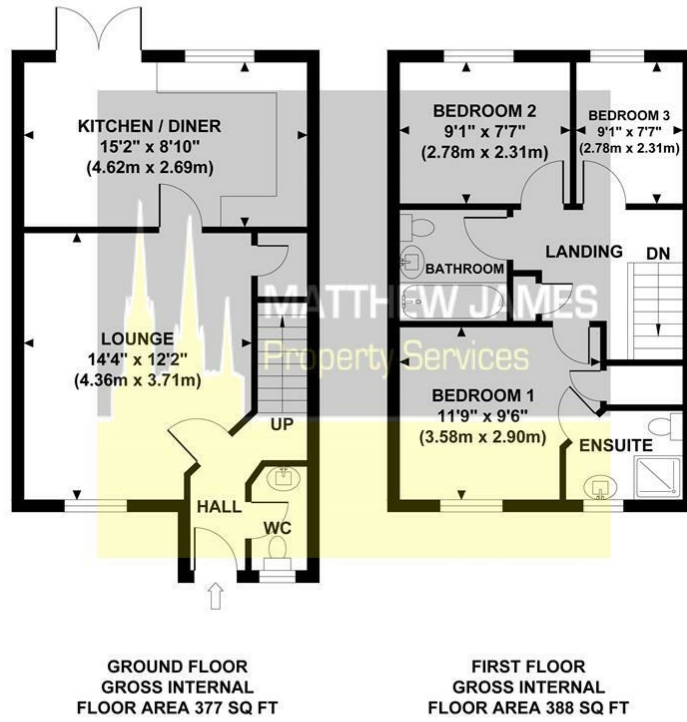 KITCHEN / DINER
15'2" x 8'10"
(4.62m x 2.69m)
LOUNGE
14'4" x 12'2"
(4.36m x 3.71m)
UP
HALL
WC
BEDROOM 2
9'1" x 7'7"
(2.78m x 2.31m)
BEDROOM 3
9'1" x 7'7"
(2.78m x 2.31m)
LANDING
DN
BATHROOM
BEDROOM 1
11'9" x 9'6"
(3.58m x 2.90m)
ENSUITE
MATTHEW JAMES
Property Services
GROUND FLOOR
GROSS INTERNAL
FLOOR AREA 377 SQ FT
FIRST FLOOR
GROSS INTERNAL
FLOOR AREA 388 SQ FT